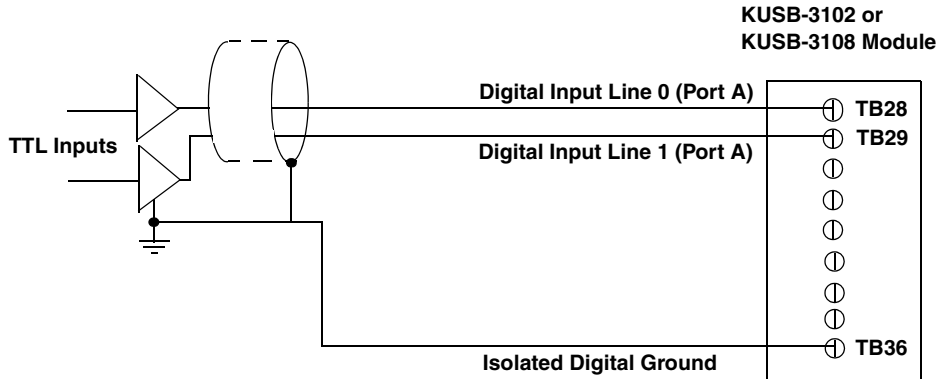 KUSB-3102 or
KUSB-3108 Module
Digital Input Line 0 (Port A)
TB28
TTL Inputs
TB29
Digital Input Line 1 (Port A)
TB36
Isolated Digital Ground